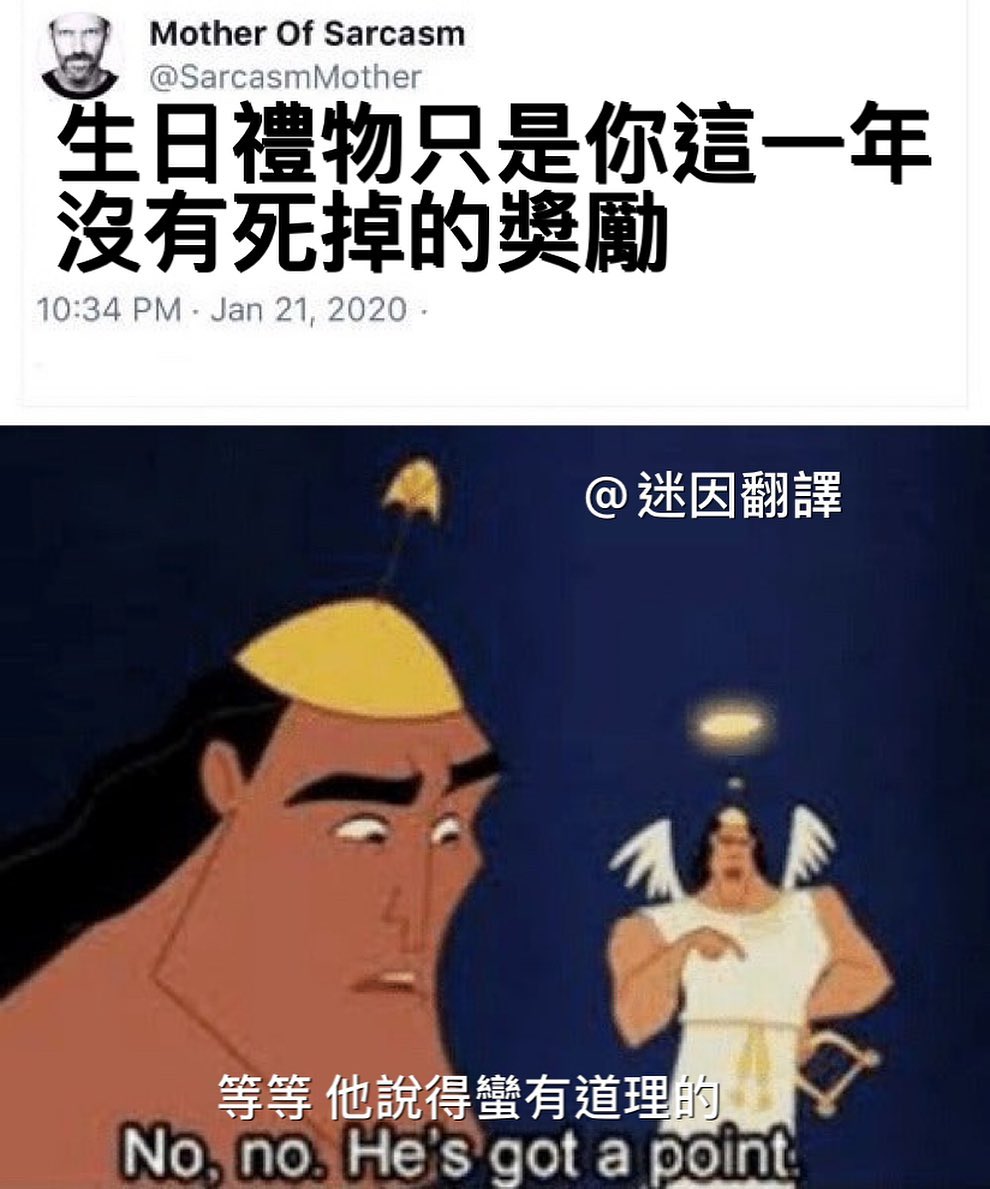 Mother Of Sarcasm
@SarcasmMother
生日禮物只是你這一年
沒有死掉的獎勵
10:34 PM · Jan 21, 2020 ·
@迷因翻譯
等等 他說得蠻有道理的
No, no. He's got a point.